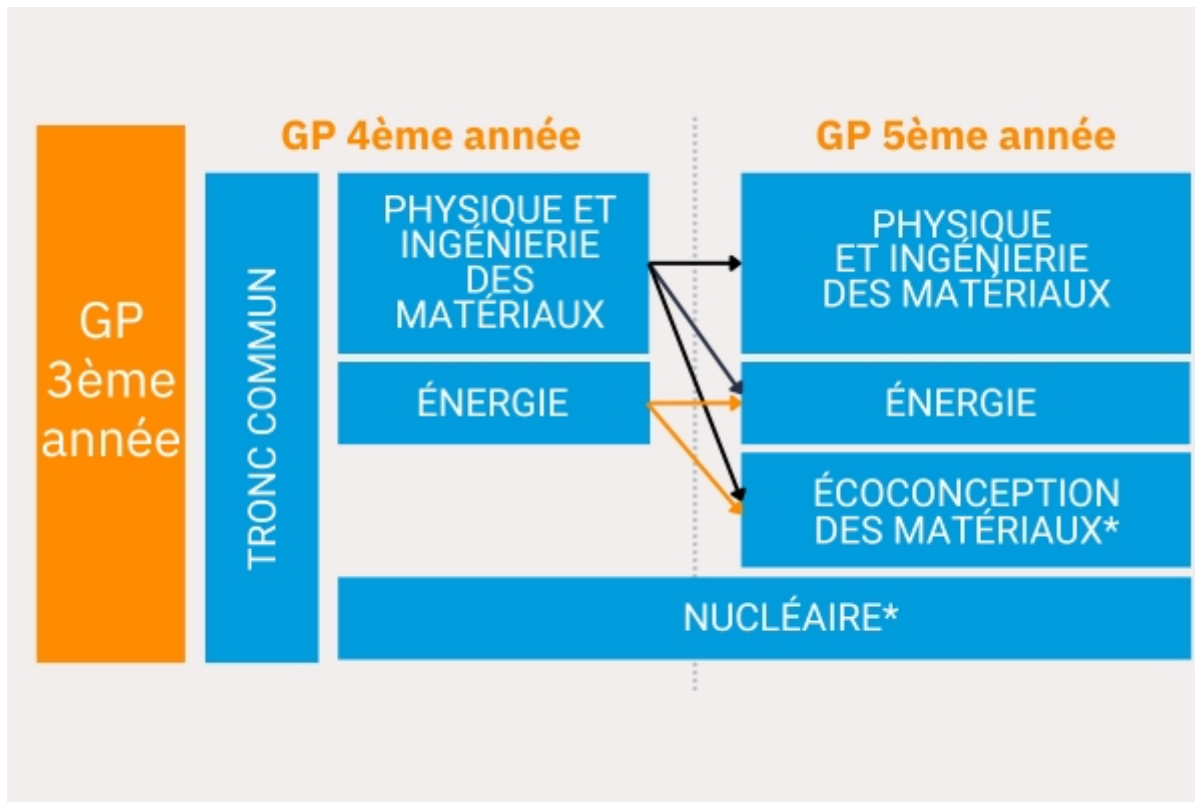 GP
3ème
année
TRONC COMMUN
GP 4ème année
PHYSIQUE ET
INGÉNIERIE
DES
MATÉRIAUX
ÉNERGIE
GP 5ème année
PHYSIQUE
ET INGÉNIERIE
DES MATÉRIAUX
ÉNERGIE
ÉCOCONCEPTION
DES MATÉRIAUX*
NUCLÉAIRE*